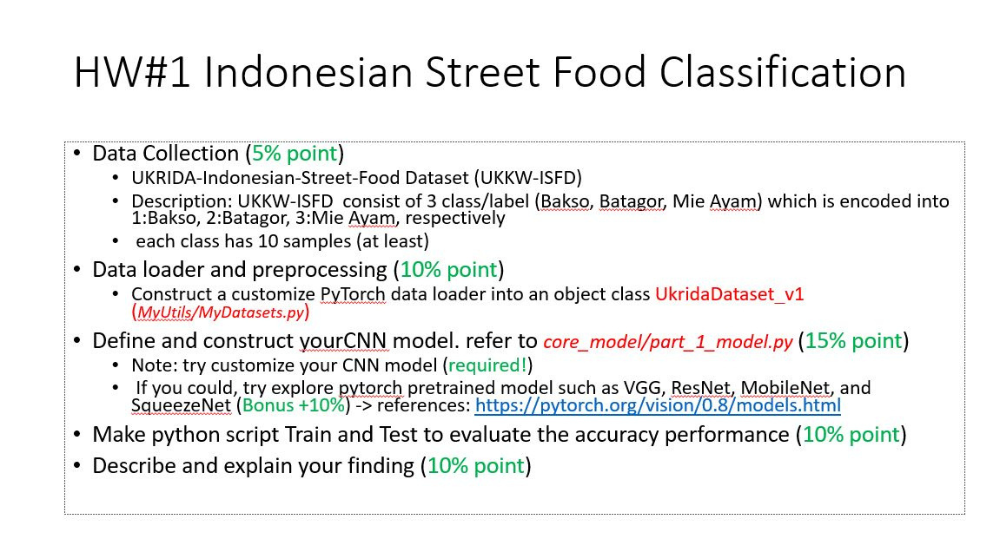 HW#1 Indonesian Street Food Classification
• Data Collection (5% point)
• UKRIDA-Indonesian-Street-Food Dataset (UKKW-ISFD)
• Description: UKKW-ISFD consist of 3 class/label (Bakso, Batagor, Mie Ayam) which is encoded into
1:Bakso, 2:Batagor, 3:Mie Ayam, respectively
• each class has 10 samples (at least)
• Data loader and preprocessing (10% point)
• Construct a customize PyTorch data loader into an object class UkridaDataset_v1
(MyUtils/MyDatasets.py)
• Define and construct yourCNN model. refer to core_model/part_1_model.py (15% point)
• Note: try customize your CNN model (required!)
• If you could, try explore pytorch pretrained model such as VGG, ResNet, MobileNet, and
SqueezeNet (Bonus +10%) -> references: https://pytorch.org/vision/0.8/models.html
• Make python script Train and Test to evaluate the accuracy performance (10% point)
• Describe and explain your finding (10% point)